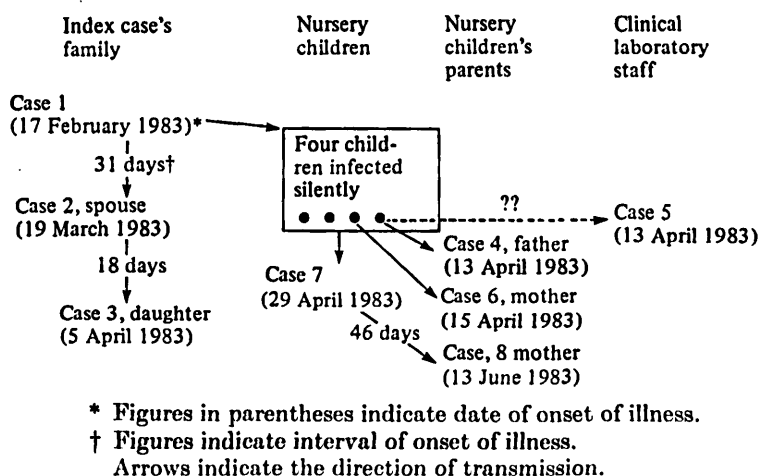 Index case's
family
Nursery
children
Nursery
children's
parents
Clinical
laboratory
staff
Case 1
(17 February 1983)*
31 days†
Case 2, spouse
(19 March 1983)
18 days
Case 3, daughter
(5 April 1983)
Four child-
ren infected
silently
??
Case 5
(13 April 1983)
Case 4, father
(13 April 1983)
Case 7
(29 April 1983)
Case 6, mother
(15 April 1983)
46 days
Case, 8 mother
(13 June 1983)
* Figures in parentheses indicate date of onset of illness.
† Figures indicate interval of onset of illness.
Arrows indicate the direction of transmission.